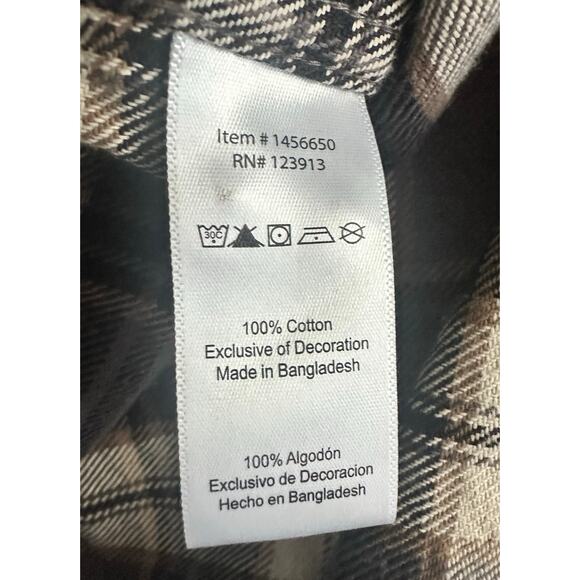 Item # 1456650
RN# 123913
30C
100% Cotton
Exclusive of Decoration
Made in Bangladesh
100% Algodón
Exclusivo de Decoracion
Hecho en Bangladesh